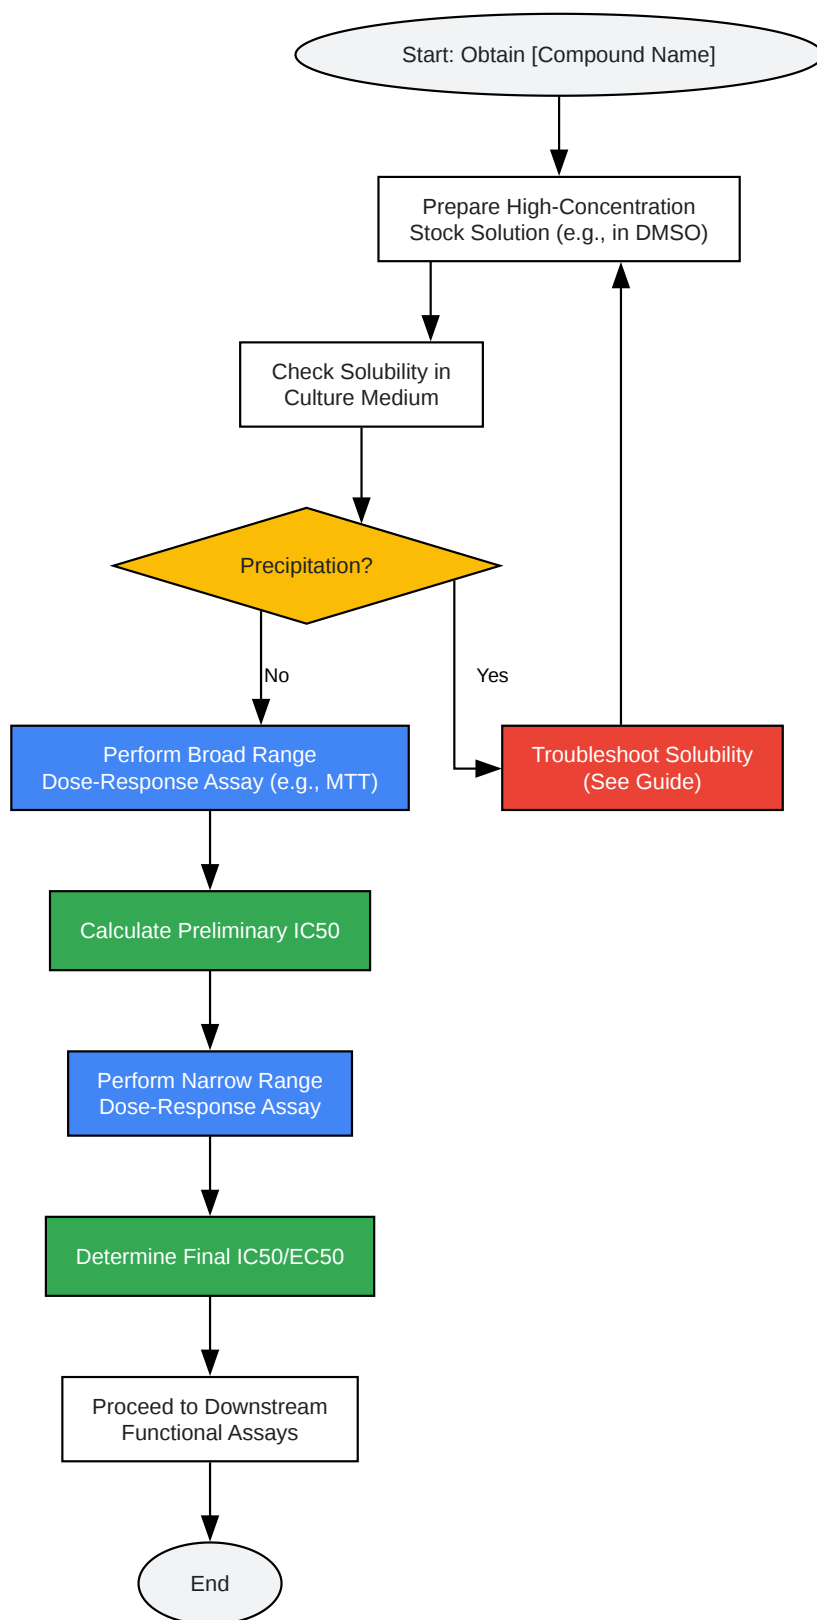 Start: Obtain [Compound Name]
Prepare High-Concentration
Stock Solution (e.g., in DMSO)
Check Solubility in
Culture Medium
Precipitation?
No
Yes
Perform Broad Range
Dose-Response Assay (e.g., MTT)
Troubleshoot Solubility
(See Guide)
Calculate Preliminary IC50
Perform Narrow Range
Dose-Response Assay
Determine Final IC50/EC50
Proceed to Downstream
Functional Assays
End